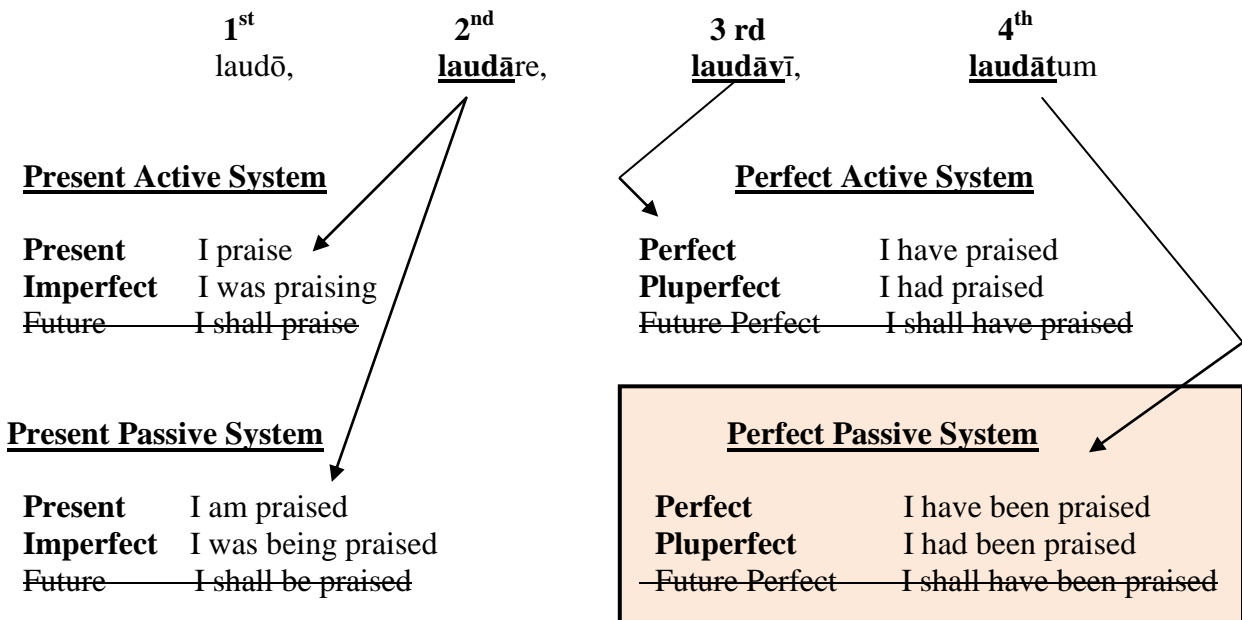 1st 2nd 3 rd 4th
laudō, laudāre, laudāvī, laudātum
Present Active System
Present I praise
Imperfect I was praising
Future I shall praise
Perfect Active System
Perfect I have praised
Pluperfect I had praised
Future Perfect I shall have praised
Present Passive System
Present I am praised
Imperfect I was being praised
Future I shall be praised
Perfect Passive System
Perfect I have been praised
Pluperfect I had been praised
Future Perfect I shall have been praised